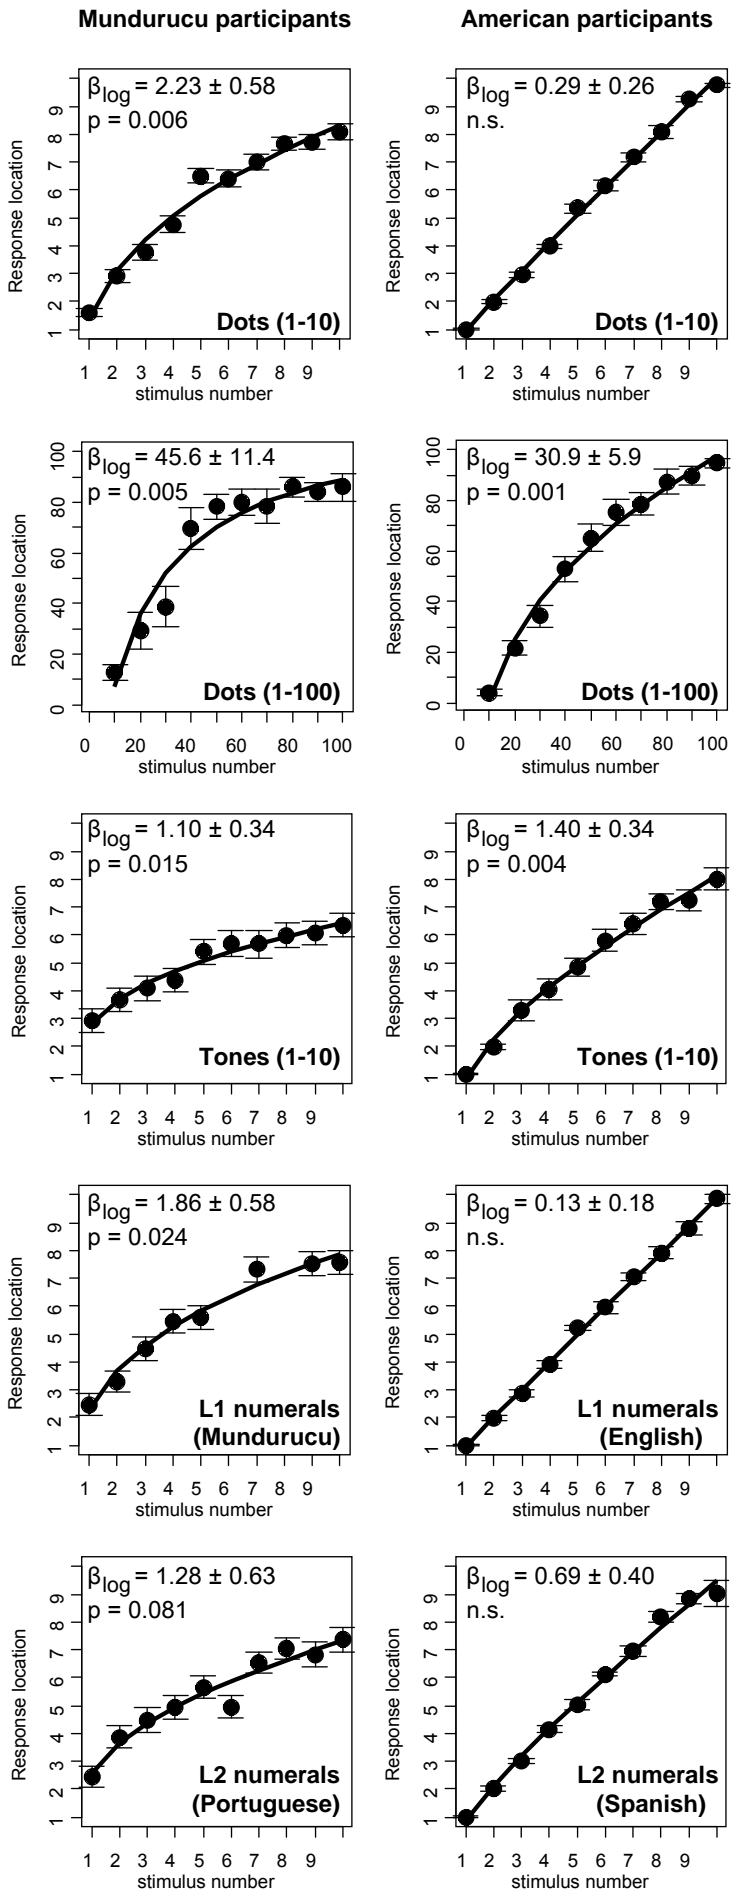 Mundurucu participants
American participants
βlog = 2.23 ± 0.58
p = 0.006
Response location
1 2 3 4 5 6 7 8 9
Dots (1-10)
1 2 3 4 5 6 7 8 9
stimulus number
βlog = 0.29 ± 0.26
n.s.
Response location
1 2 3 4 5 6 7 8 9
Dots (1-10)
1 2 3 4 5 6 7 8 9
stimulus number
βlog = 45.6 ± 11.4
p = 0.005
Response location
0 20 40 60 80 100
Dots (1-100)
0 20 40 60 80 100
stimulus number
βlog = 30.9 ± 5.9
p = 0.001
Response location
0 20 40 60 80 100
Dots (1-100)
0 20 40 60 80 100
stimulus number
βlog = 1.10 ± 0.34
p = 0.015
Response location
1 2 3 4 5 6 7 8 9
Tones (1-10)
1 2 3 4 5 6 7 8 9
stimulus number
βlog = 1.40 ± 0.34
p = 0.004
Response location
1 2 3 4 5 6 7 8 9
Tones (1-10)
1 2 3 4 5 6 7 8 9
stimulus number
βlog = 1.86 ± 0.58
p = 0.024
Response location
1 2 3 4 5 6 7 8 9
L1 numerals
(Mundurucu)
1 2 3 4 5 6 7 8 9
stimulus number
βlog = 0.13 ± 0.18
n.s.
Response location
1 2 3 4 5 6 7 8 9
L1 numerals
(English)
1 2 3 4 5 6 7 8 9
stimulus number
βlog = 1.28 ± 0.63
p = 0.081
Response location
1 2 3 4 5 6 7 8 9
L2 numerals
(Portuguese)
1 2 3 4 5 6 7 8 9
stimulus number
βlog = 0.69 ± 0.40
n.s.
Response location
1 2 3 4 5 6 7 8 9
L2 numerals
(Spanish)
1 2 3 4 5 6 7 8 9
stimulus number